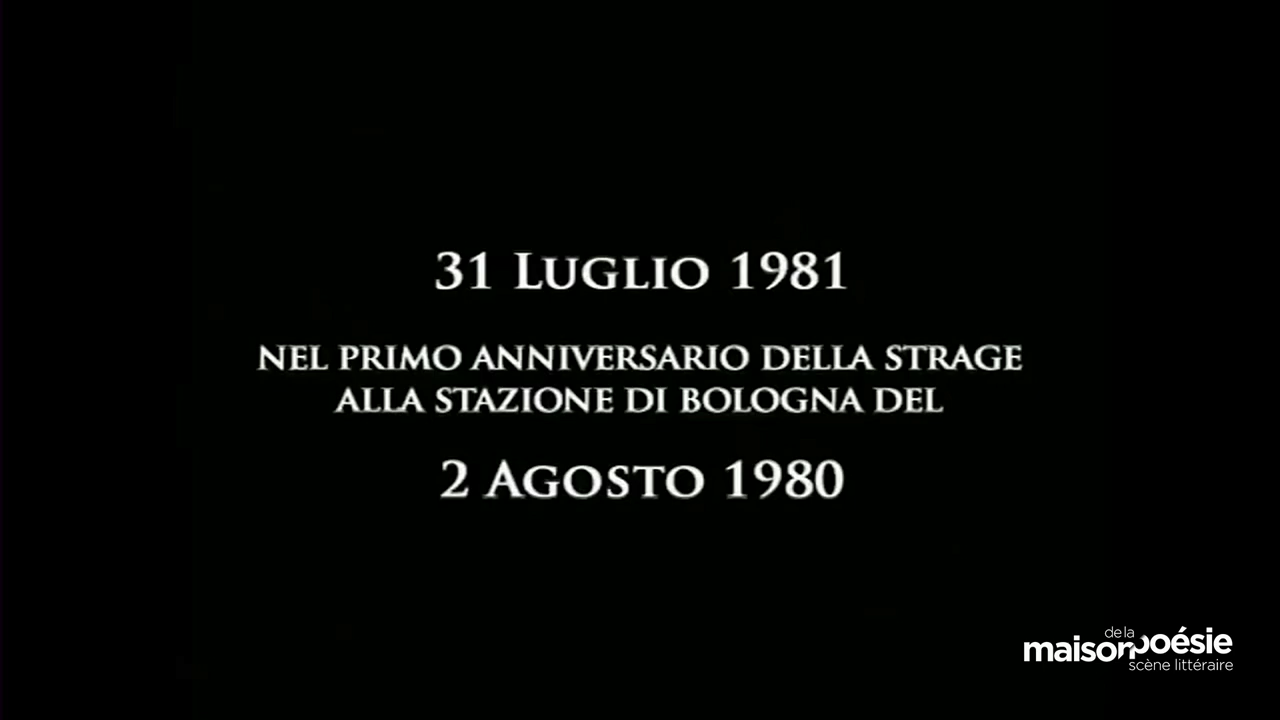 31 LUGLIO 1981
NEL PRIMO ANNIVERSARIO DELLA STRAGE
ALLA STAZIONE DI BOLOGNA DEL
2 AGOSTO 1980
de la
maison poésie
scène littéraire